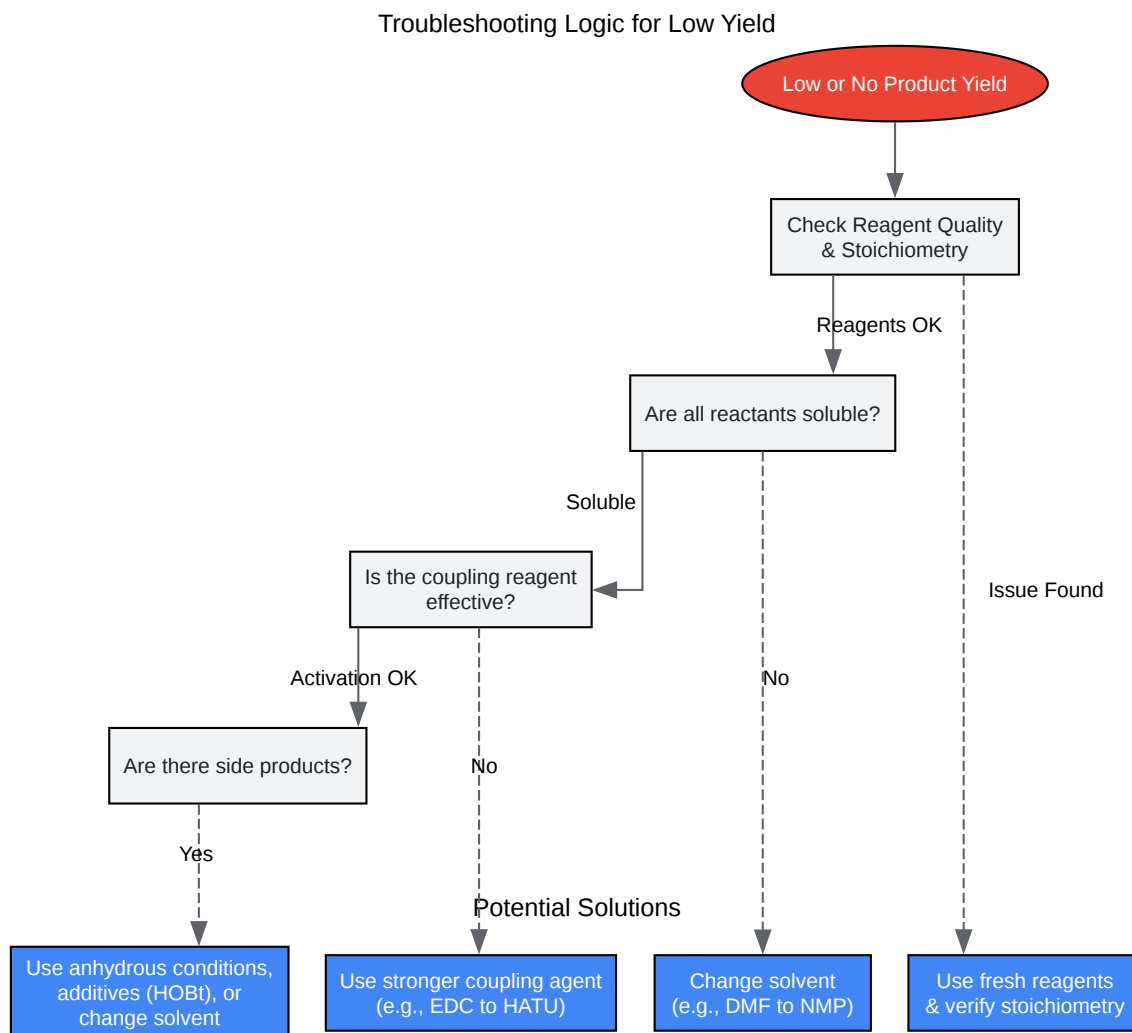 Troubleshooting Logic for Low Yield
Low or No Product Yield
Check Reagent Quality
& Stoichiometry
Reagents OK
Are all reactants soluble?
Soluble
Is the coupling reagent
effective?
Issue Found
Activation OK
No
Are there side products?
No
Yes
Potential Solutions
Use anhydrous conditions,
additives (HOBt), or
change solvent
Use stronger coupling agent
(e.g., EDC to HATU)
Change solvent
(e.g., DMF to NMP)
Use fresh reagents
& verify stoichiometry